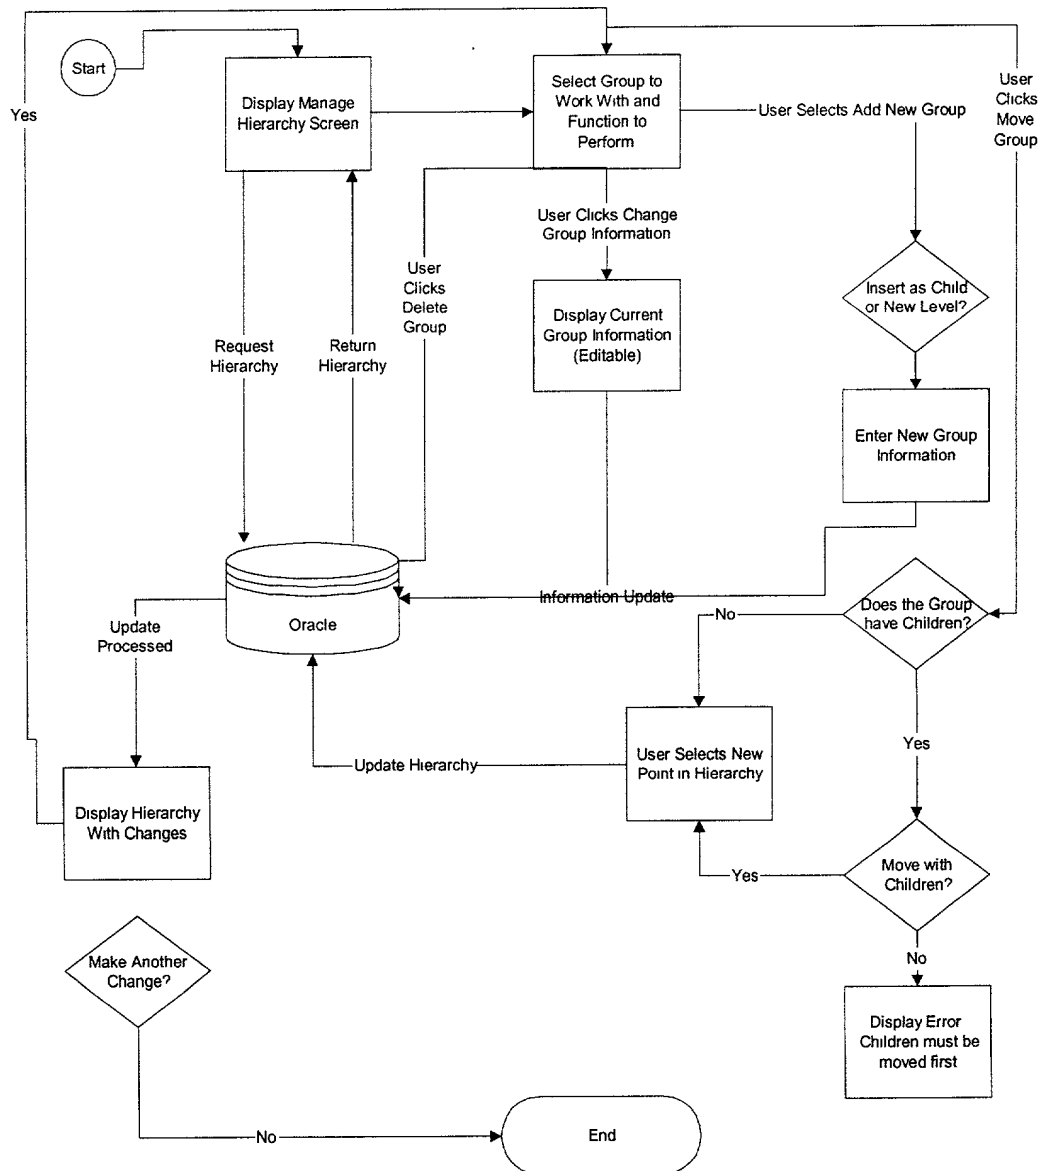 Start
Yes
Display Manage
Hierarchy Screen
Select Group to
Work With and
Function to
Perform
User Selects Add New Group
User
Clicks
Move
Group
User Clicks Change
Group Information
User
Clicks
Delete
Group
Insert as Child
or New Level?
Request
Hierarchy
Return
Hierarchy
Display Current
Group Information
(Editable)
Enter New Group
Information
Oracle
Information Update
Does the Group
have Children?
No
Update
Processed
Update Hierarchy
User Selects New
Point in Hierarchy
Yes
Display Hierarchy
With Changes
Yes
Move with
Children?
No
Make Another
Change?
Display Error
Children must be
moved first
No
End